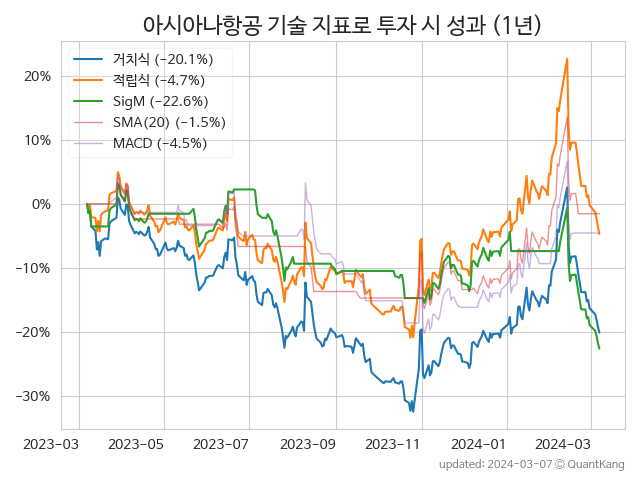 아시아나항공 기술 지표로 투자 시 성과 (1년)
거치식 (−20.1%)
적립식 (−4.7%)
SigM (−22.6%)
SMA(20) (−1.5%)
MACD (−4.5%)
20%
10%
0%
−10%
−20%
−30%
2023-03 2023-05 2023-07 2023-09 2023-11 2024-01 2024-03
updated: 2024-03-07 ⓒ QuantKang